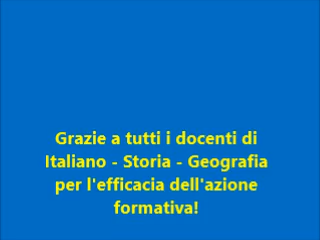 Grazie a tutti i docenti di
Italiano - Storia - Geografia
per l'efficacia dell'azione
formativa!